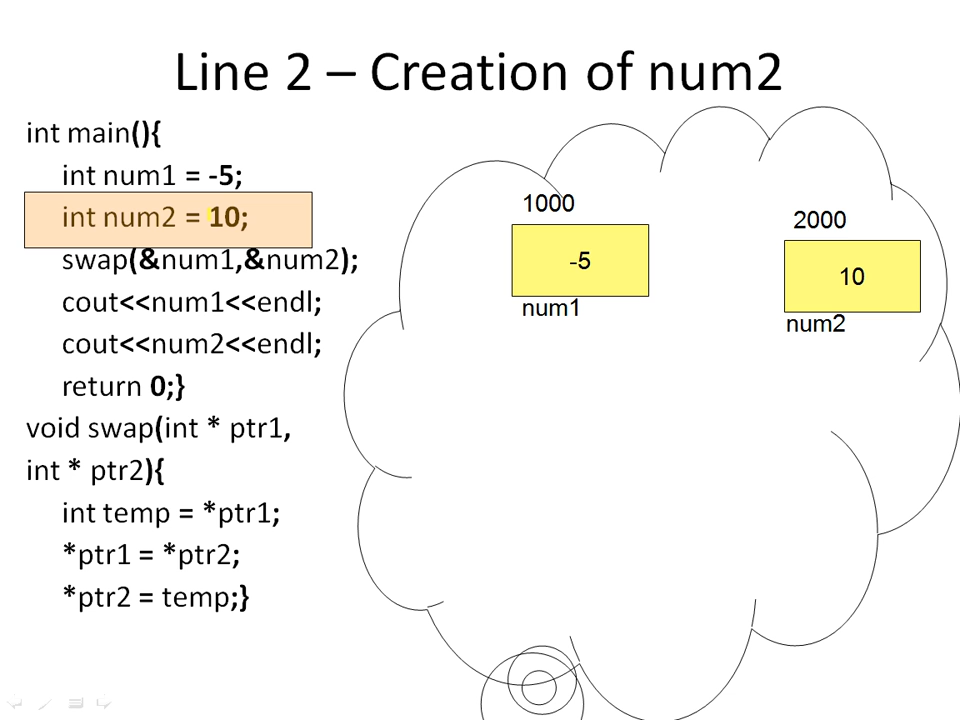 Line 2 – Creation of num2
int main(){
int num1 = -5;
int num2 = 10;
swap(&num1,&num2);
cout<<num1<<endl;
cout<<num2<<endl;
return 0;}
void swap(int * ptr1,
int * ptr2){
int temp = *ptr1;
*ptr1 = *ptr2;
*ptr2 = temp;}
1000
-5
num1
2000
10
num2